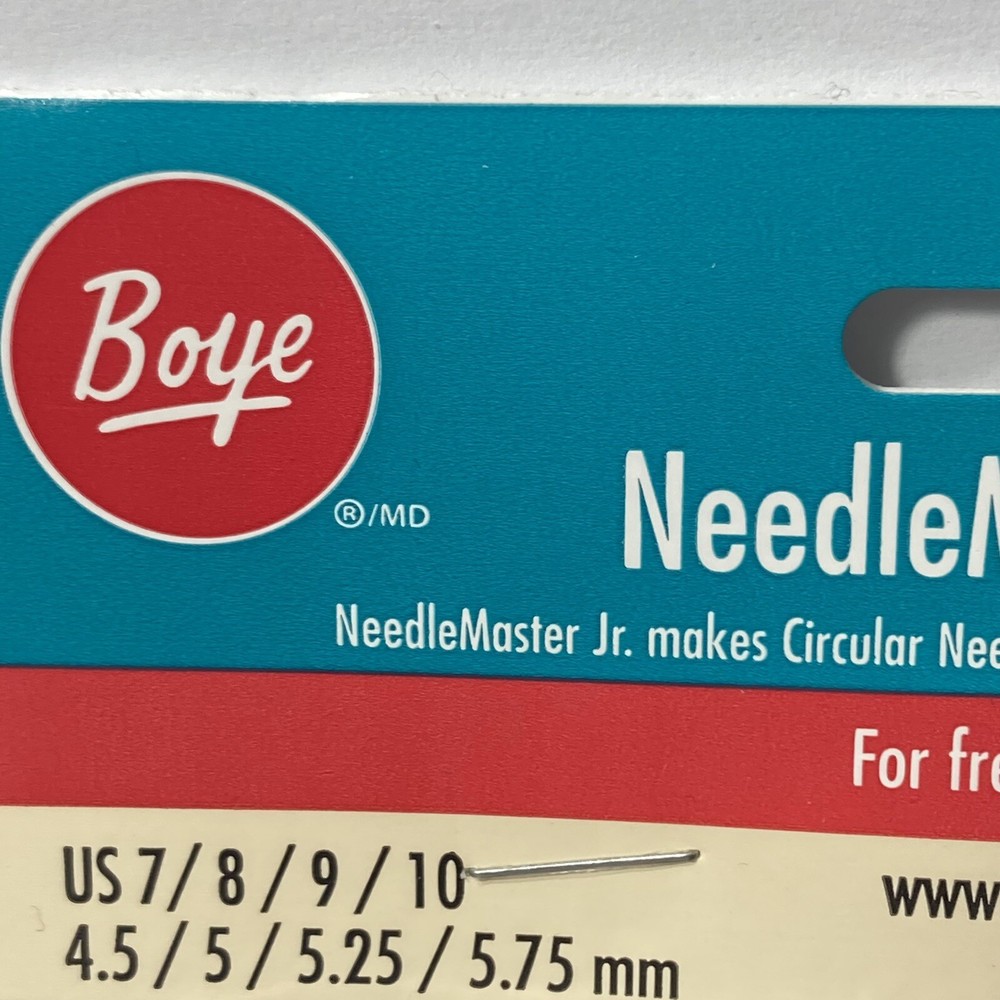 Boye
®/MD
NeedleM
NeedleMaster Jr. makes Circular Nee
For fre
US 7/ 8 / 9 / 10
4.5 / 5 / 5.25 / 5.75 mm
www